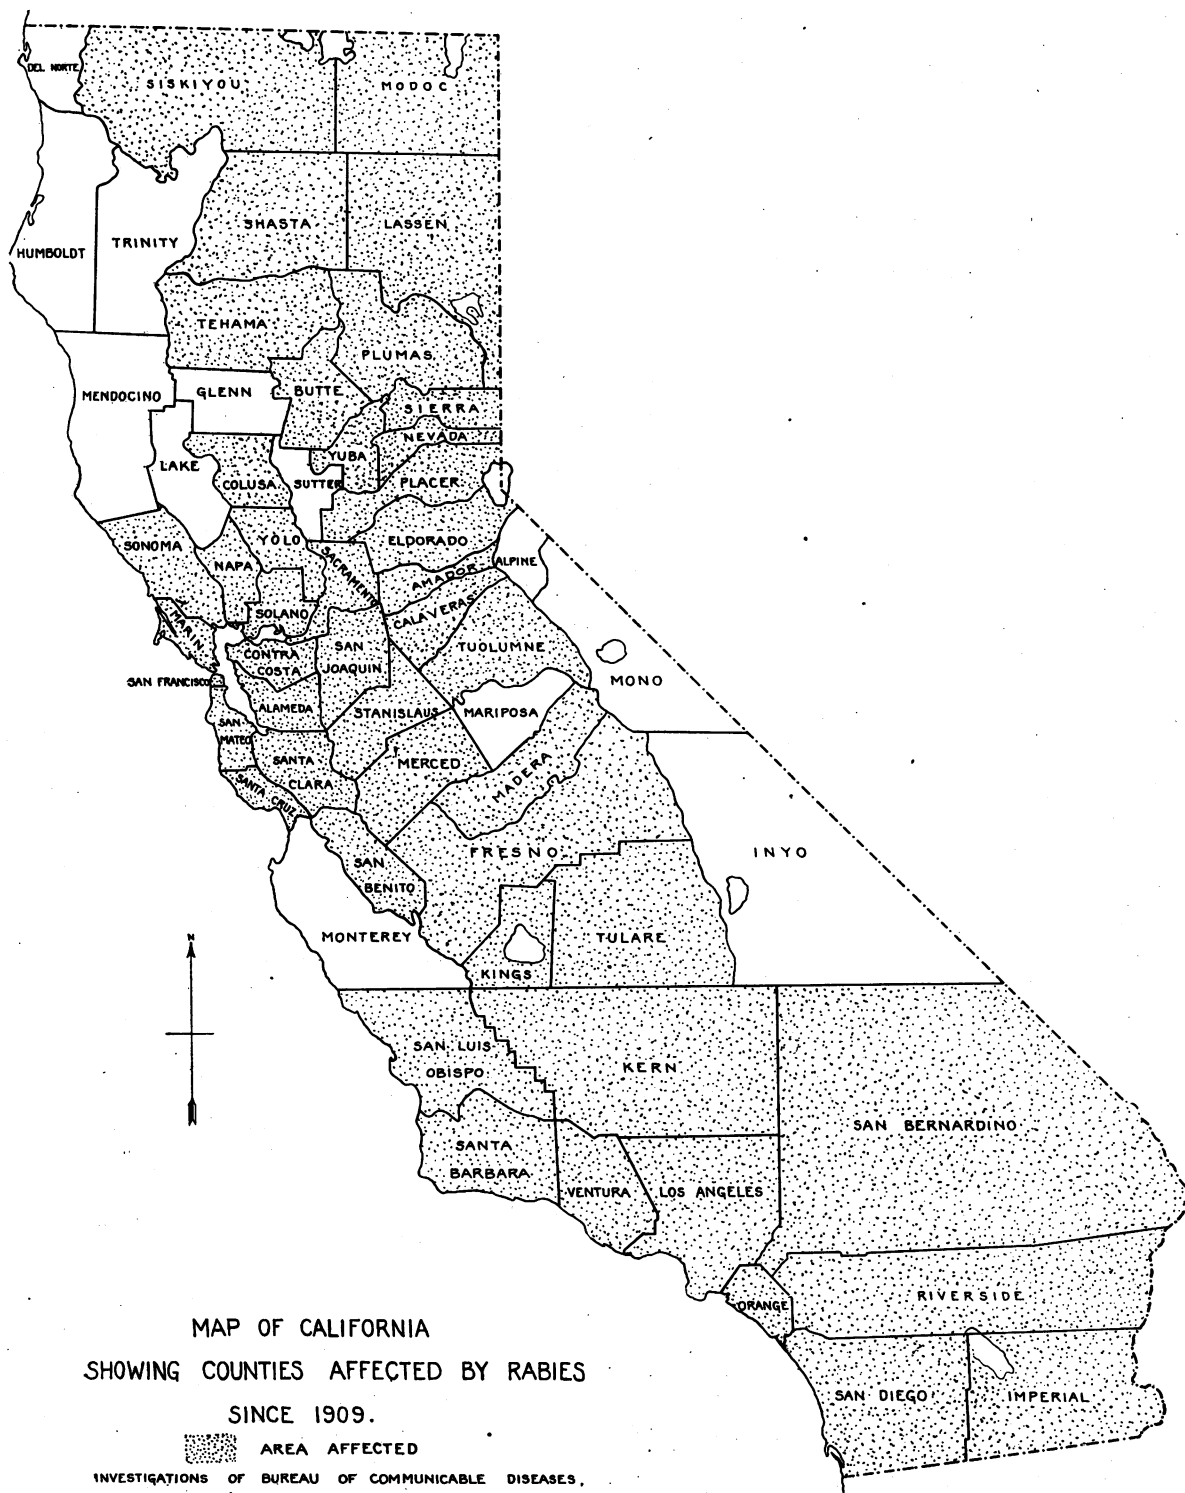 DEL NORTE
SISKIYOU
MODOC
HUMBOLDT
TRINITY
SHASTA
LASSEN
TEHAMA
PLUMAS
MENDOCINO
GLENN
BUTTE
SIERRA
NEVADA
LAKE
COLUSA
SUTTER
YUBA
PLACER
SONOMA
NAPA
YOLO
SACRAMENTO
ELDORADO
AMADOR
ALPINE
SOLANO
CALAVERAS
MARIN
CONTRA
COSTA
SAN
JOAQUIN
TUOLUMNE
MONO
SAN FRANCISCO
ALAMEDA
STANISLAUS
MARIPOSA
SAN
MATEO
SANTA
CLARA
MERCED
MADERA
SANTA CRUZ
FRESNO
INYO
SAN
BENITO
MONTEREY
TULARE
KINGS
N
SAN LUIS
OBISPO
KERN
SAN BERNARDINO
SANTA
BARBARA
VENTURA
LOS ANGELES
ORANGE
RIVERSIDE
SAN DIEGO
IMPERIAL
MAP OF CALIFORNIA
SHOWING COUNTIES AFFECTED BY RABIES
SINCE 1909.
AREA AFFECTED
INVESTIGATIONS OF BUREAU OF COMMUNICABLE DISEASES,